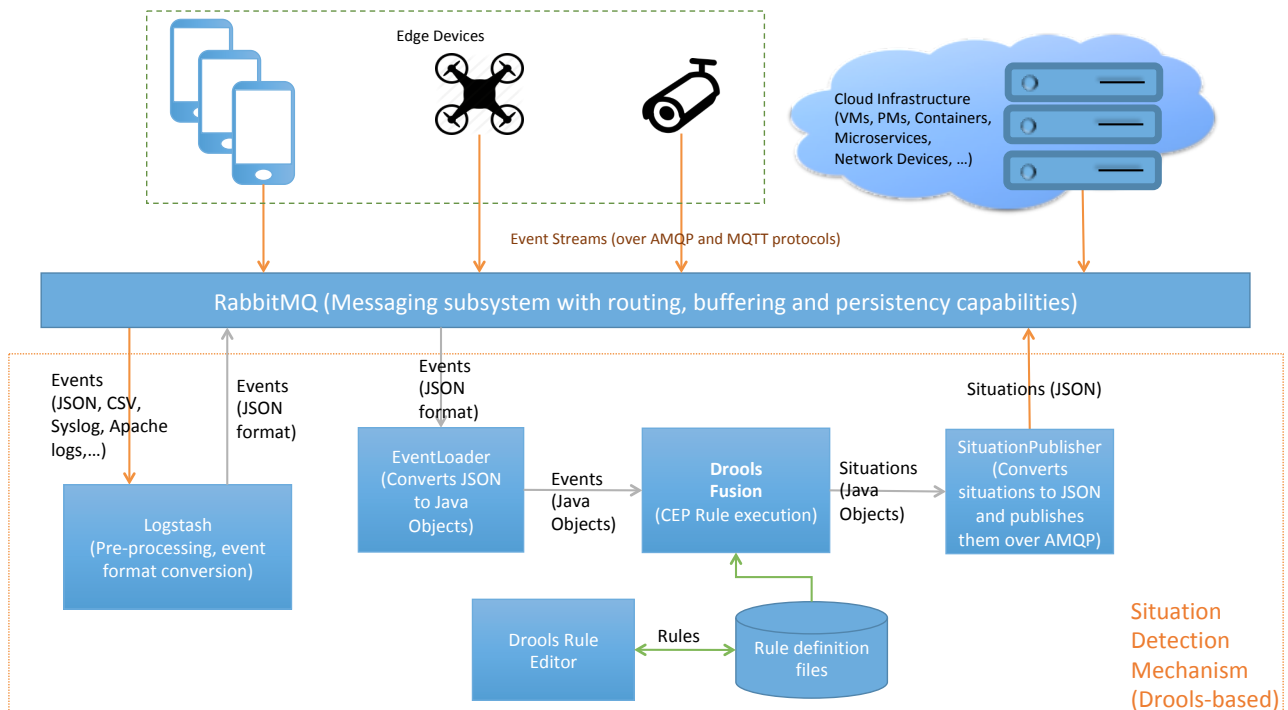 Edge Devices
Cloud Infrastructure
(VMs, PMs, Containers,
Microservices,
Network Devices, ...)
Event Streams (over AMQP and MQTT protocols)
RabbitMQ (Messaging subsystem with routing, buffering and persistency capabilities)
Events
(JSON, CSV,
Syslog, Apache
logs,...)
Events
(JSON
format)
Events
(JSON
format)
Situations (JSON)
Logstash
(Pre-processing, event
format conversion)
EventLoader
(Converts JSON
to Java
Objects)
Events
(Java
Objects)
Drools
Fusion
(CEP Rule execution)
Situations
(Java
Objects)
SituationPublisher
(Converts
situations to JSON
and publishes
them over AMQP)
Drools Rule
Editor
Rules
Rule definition
files
Situation
Detection
Mechanism
(Drools-based)